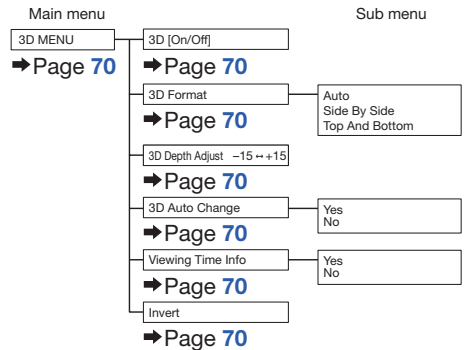 Main menu
Sub menu
3D MENU
➡Page 70
3D [On/Off]
➡Page 70
3D Format
➡Page 70
Auto
Side By Side
Top And Bottom
3D Depth Adjust –15 ↔ +15
➡Page 70
3D Auto Change
➡Page 70
Yes
No
Viewing Time Info
➡Page 70
Yes
No
Invert
➡Page 70